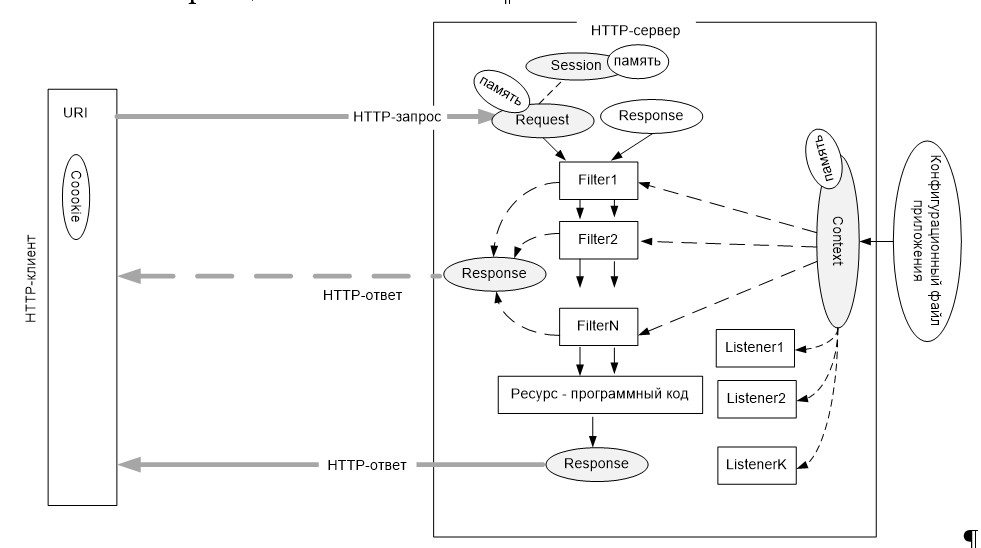 HTTP-сервер
Session
память
память
URI
HTTP-запрос
Request
Response
память
Конфигурационный файл
приложения
Filter1
Coookie
Context
Filter2
HTTP-клиент
Response
HTTP-ответ
FilterN
Listener1
Ресурс - программный код
Listener2
HTTP-ответ
Response
ListenerK
¶